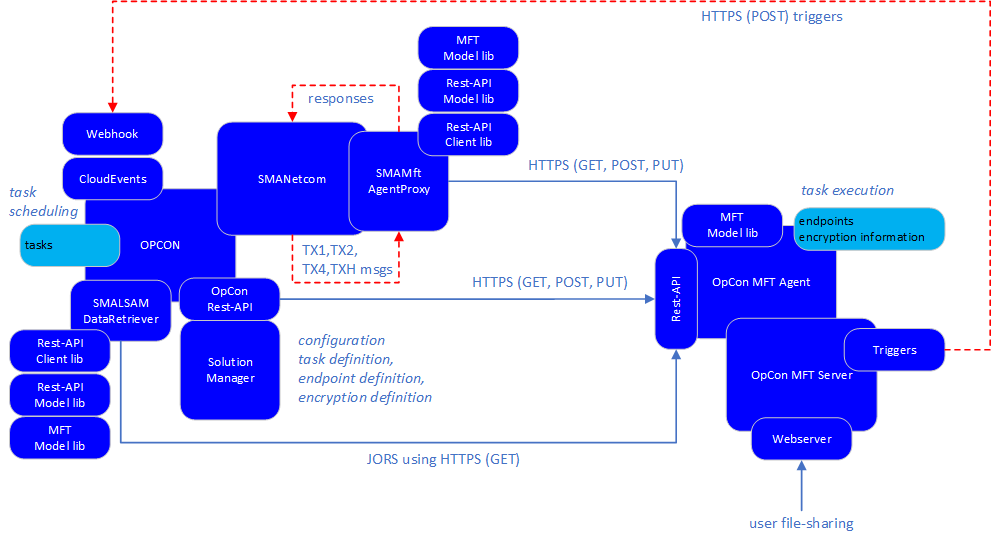 HTTPS (POST) triggers
MFT
Model lib
Rest-API
Model lib
Rest-API
Client lib
responses
Webhook
CloudEvents
SMANetcom
SMAMft
AgentProxy
HTTPS (GET, POST, PUT)
task
scheduling
tasks
OPCON
TX1,TX2,
TX4,TXH msgs
task execution
MFT
Model lib
endpoints
encryption information
Rest-API
OpCon MFT Agent
HTTPS (GET, POST, PUT)
SMALSAM
DataRetriever
OpCon
Rest-API
Rest-API
Client lib
Rest-API
Model lib
MFT
Model lib
Solution
Manager
configuration
task definition,
endpoint definition,
encryption definition
Triggers
OpCon MFT Server
Webserver
JORS using HTTPS (GET)
user file-sharing